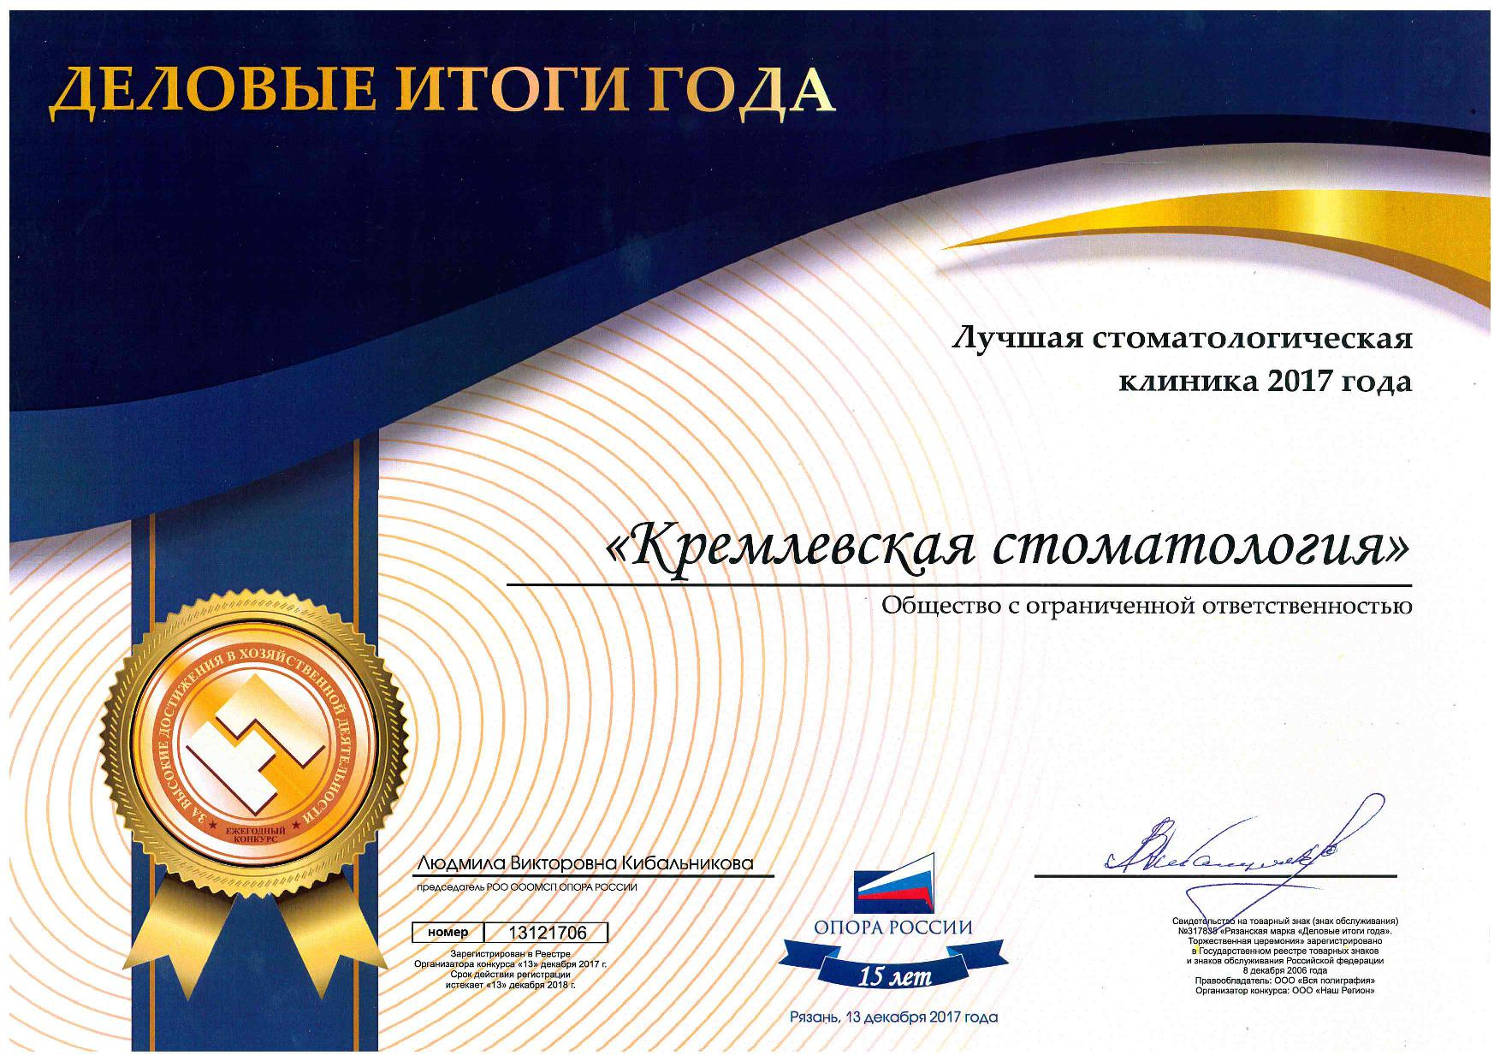 ДЕЛОВЫЕ ИТОГИ ГОДА
Лучшая стоматологическая
клиника 2017 года
«Кремлевская стоматология»
Общество с ограниченной ответственностью
ЗА ВЫСОКИЕ ДОСТИЖЕНИЯ В ХОЗЯЙСТВЕННОЙ ДЕЯТЕЛЬНОСТИ
★ ЕЖЕГОДНЫЙ ★
КОНКУРС
Людмила Викторовна Кибальникова
председатель РОО ОООМСП ОПОРА РОССИИ
номер 13121706
Зарегистрирован в Реестре
Организатора конкурса «13» декабря 2017 г.
Срок действия регистрации
истекает «13» декабря 2018 г.
ОПОРА РОССИИ
15 лет
Рязань, 13 декабря 2017 года
Свидетельство на товарный знак (знак обслуживания)
№317835 «Рязанская марка «Деловые итоги года».
Торжественная церемония» зарегистрировано
в Государственном реестре товарных знаков
и знаков обслуживания Российской федерации
8 декабря 2006 года
Правообладатель: ООО «Вся полиграфия»
Организатор конкурса: ООО «Наш Регион»